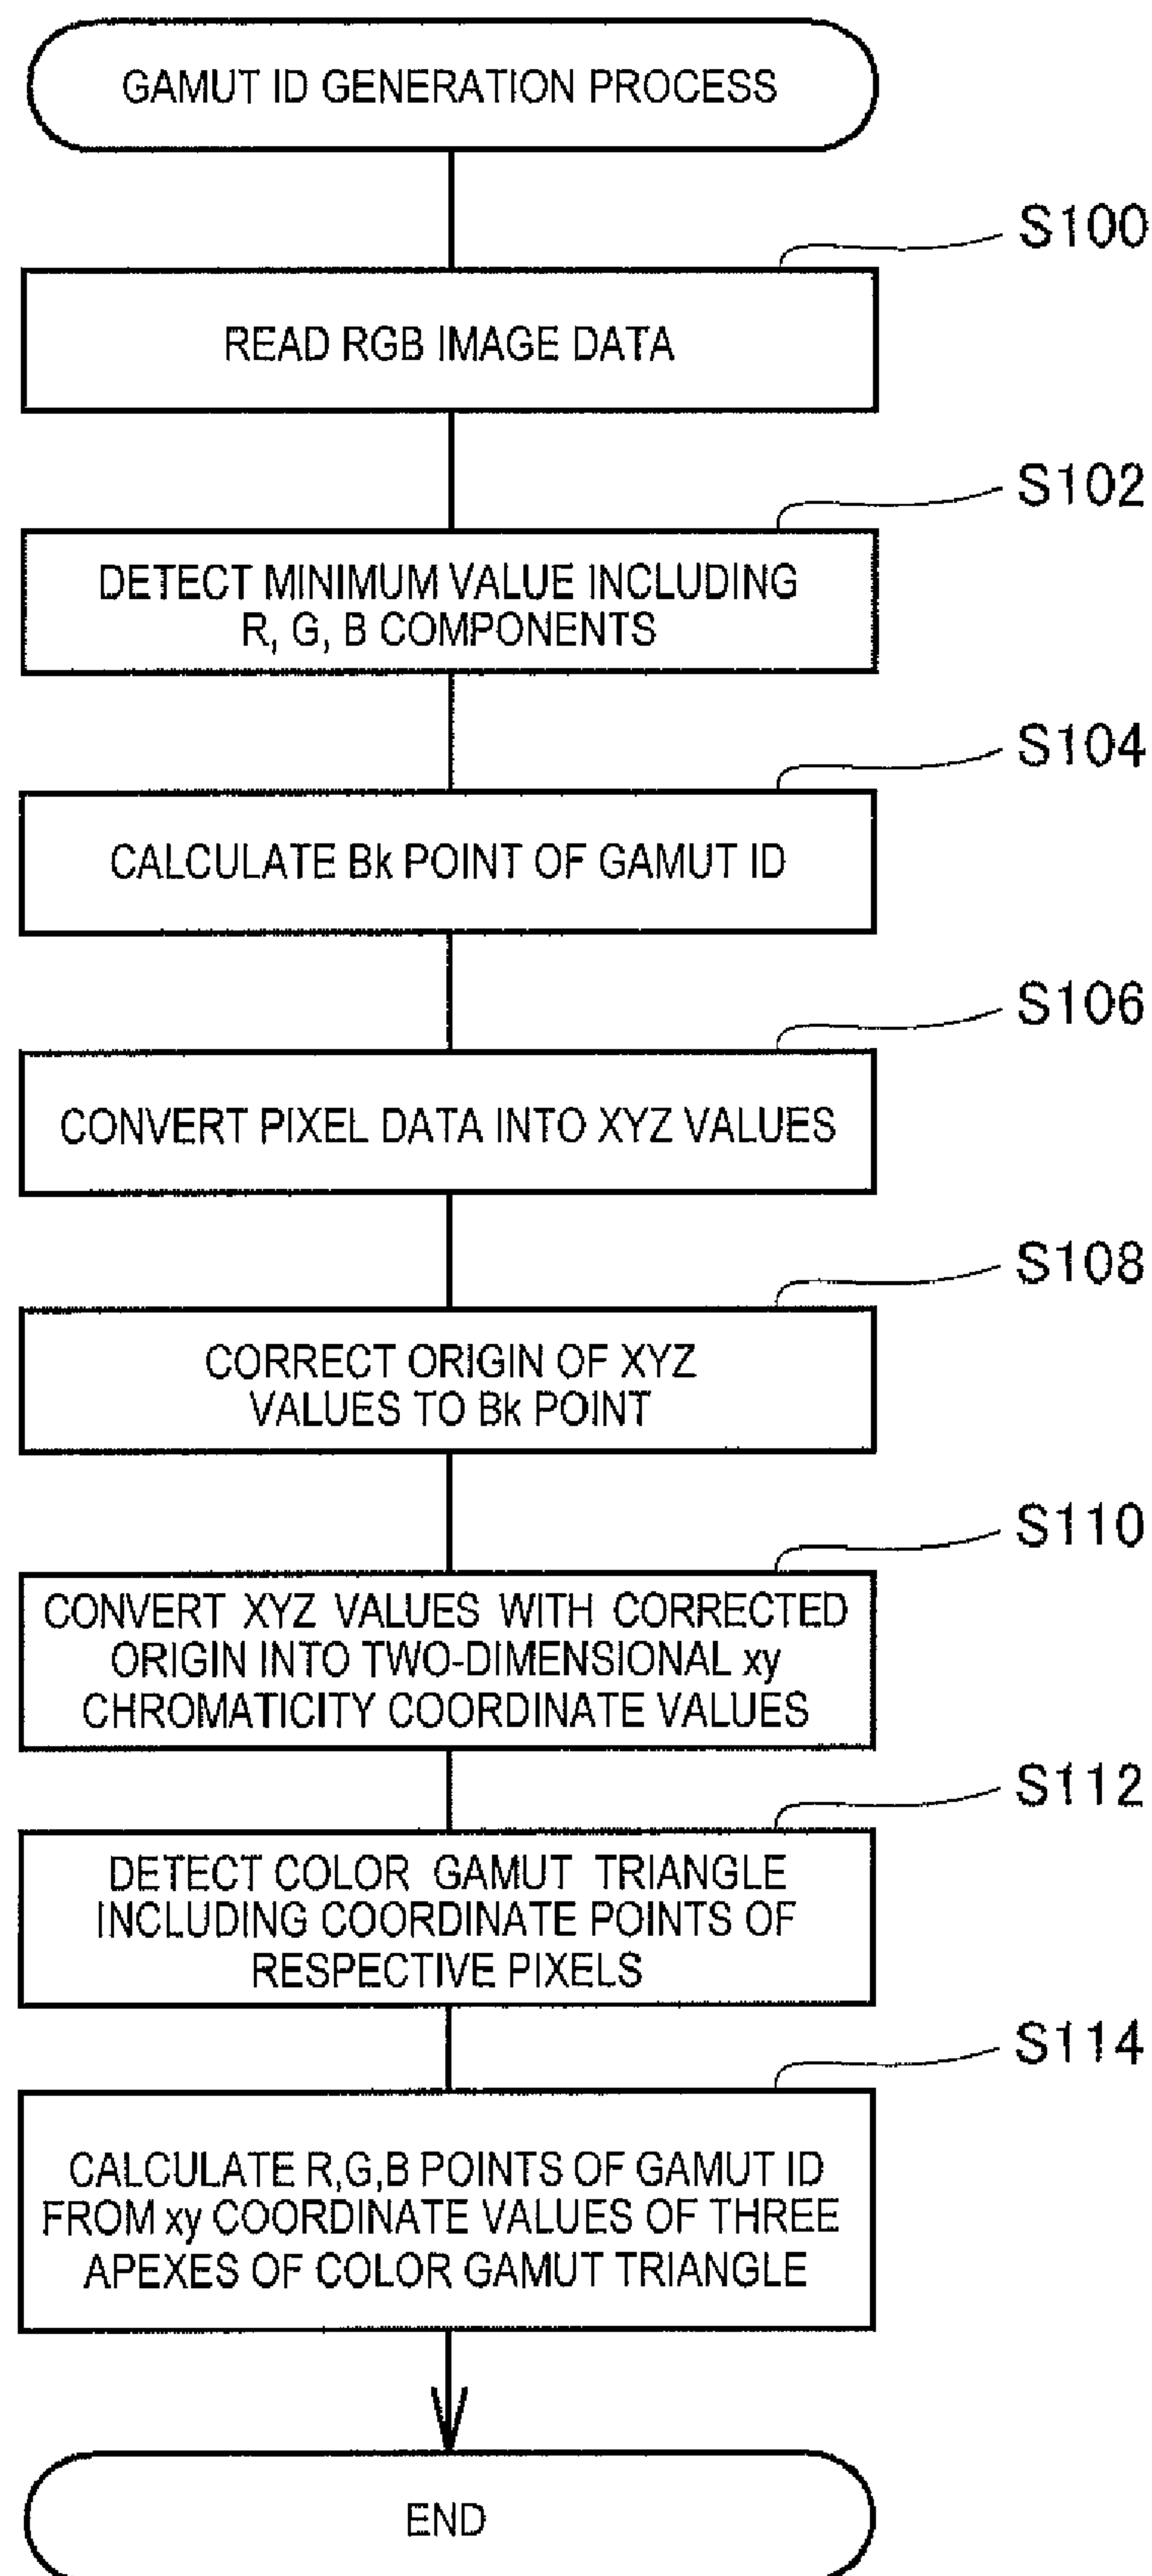 GAMUT ID GENERATION PROCESS
S100
READ RGB IMAGE DATA
S102
DETECT MINIMUM VALUE INCLUDING
R, G, B COMPONENTS
S104
CALCULATE Bk POINT OF GAMUT ID
S106
CONVERT PIXEL DATA INTO XYZ VALUES
S108
CORRECT ORIGIN OF XYZ
VALUES TO Bk POINT
S110
CONVERT XYZ VALUES WITH CORRECTED
ORIGIN INTO TWO-DIMENSIONAL xy
CHROMATICITY COORDINATE VALUES
S112
DETECT COLOR GAMUT TRIANGLE
INCLUDING COORDINATE POINTS OF
RESPECTIVE PIXELS
S114
CALCULATE R,G,B POINTS OF GAMUT ID
FROM xy COORDINATE VALUES OF THREE
APEXES OF COLOR GAMUT TRIANGLE
END